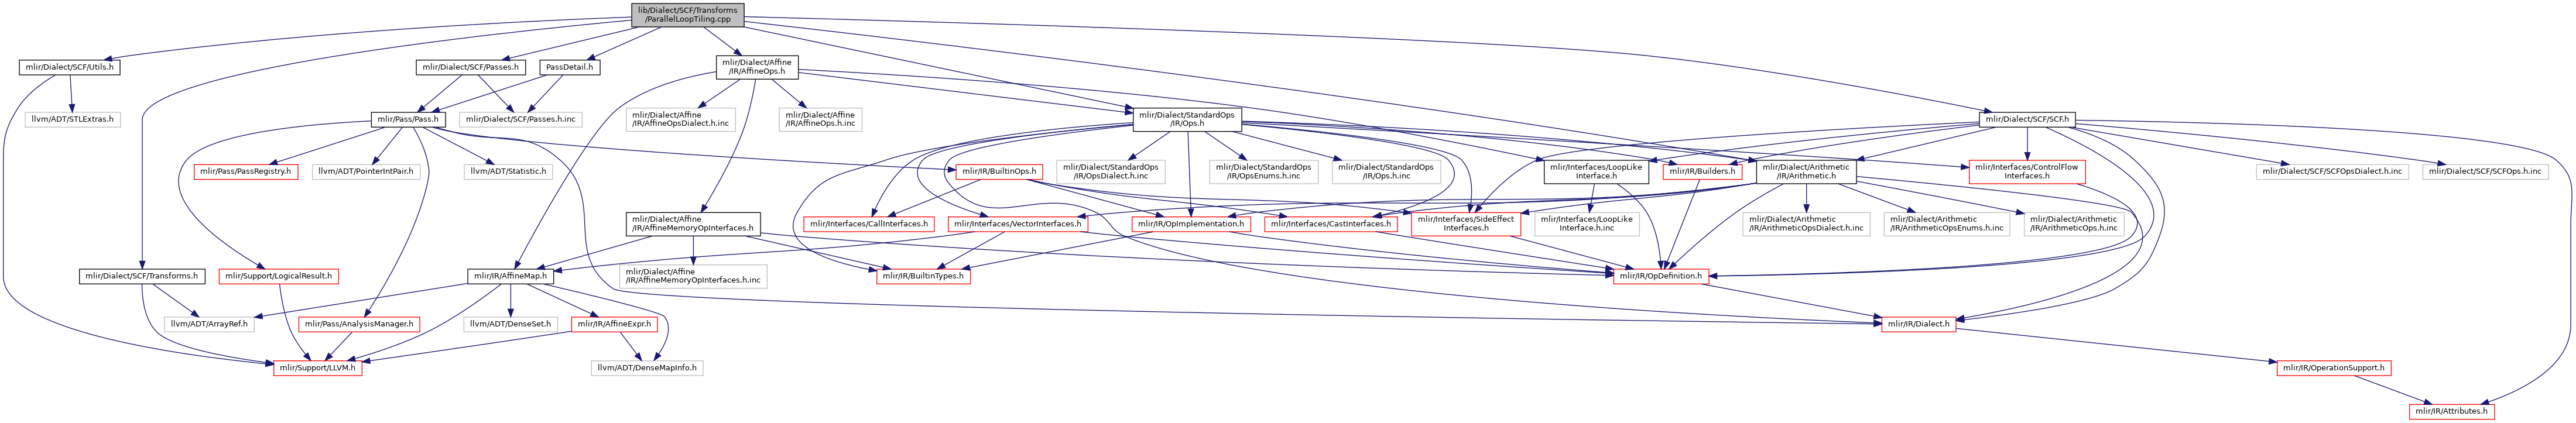 lib/Dialect/SCF/Transforms
/ParallelLoopTiling.cpp
mlir/Dialect/SCF/Utils.h
mlir/Dialect/SCF/Passes.h
PassDetail.h
mlir/Dialect/Affine
/IR/AffineOps.h
llvm/ADT/STLExtras.h
mlir/Pass/Pass.h
mlir/Dialect/SCF/Passes.h.inc
mlir/Dialect/Affine
/IR/AffineOpsDialect.h.inc
mlir/Dialect/Affine
/IR/AffineOps.h.inc
mlir/Dialect/StandardOps
/IR/Ops.h
mlir/Dialect/SCF/SCF.h
mlir/Pass/PassRegistry.h
llvm/ADT/PointerIntPair.h
llvm/ADT/Statistic.h
mlir/IR/BuiltinOps.h
mlir/Dialect/StandardOps
/IR/OpsDialect.h.inc
mlir/Dialect/StandardOps
/IR/OpsEnums.h.inc
mlir/Dialect/StandardOps
/IR/Ops.h.inc
mlir/Interfaces/LoopLike
Interface.h
mlir/IR/Builders.h
mlir/Dialect/Arithmetic
/IR/Arithmetic.h
mlir/Interfaces/ControlFlow
Interfaces.h
mlir/Dialect/SCF/SCFOpsDialect.h.inc
mlir/Dialect/SCF/SCFOps.h.inc
mlir/Dialect/Affine
/IR/AffineMemoryOpInterfaces.h
mlir/Interfaces/CallInterfaces.h
mlir/Interfaces/VectorInterfaces.h
mlir/IR/OpImplementation.h
mlir/Interfaces/CastInterfaces.h
mlir/Interfaces/SideEffect
Interfaces.h
mlir/Interfaces/LoopLike
Interface.h.inc
mlir/Dialect/Arithmetic
/IR/ArithmeticOpsDialect.h.inc
mlir/Dialect/Arithmetic
/IR/ArithmeticOpsEnums.h.inc
mlir/Dialect/Arithmetic
/IR/ArithmeticOps.h.inc
mlir/Dialect/SCF/Transforms.h
mlir/Support/LogicalResult.h
mlir/IR/AffineMap.h
mlir/Dialect/Affine
/IR/AffineMemoryOpInterfaces.h.inc
mlir/IR/BuiltinTypes.h
mlir/IR/OpDefinition.h
llvm/ADT/ArrayRef.h
mlir/Pass/AnalysisManager.h
llvm/ADT/DenseSet.h
mlir/IR/AffineExpr.h
mlir/IR/Dialect.h
mlir/Support/LLVM.h
llvm/ADT/DenseMapInfo.h
mlir/IR/OperationSupport.h
mlir/IR/Attributes.h